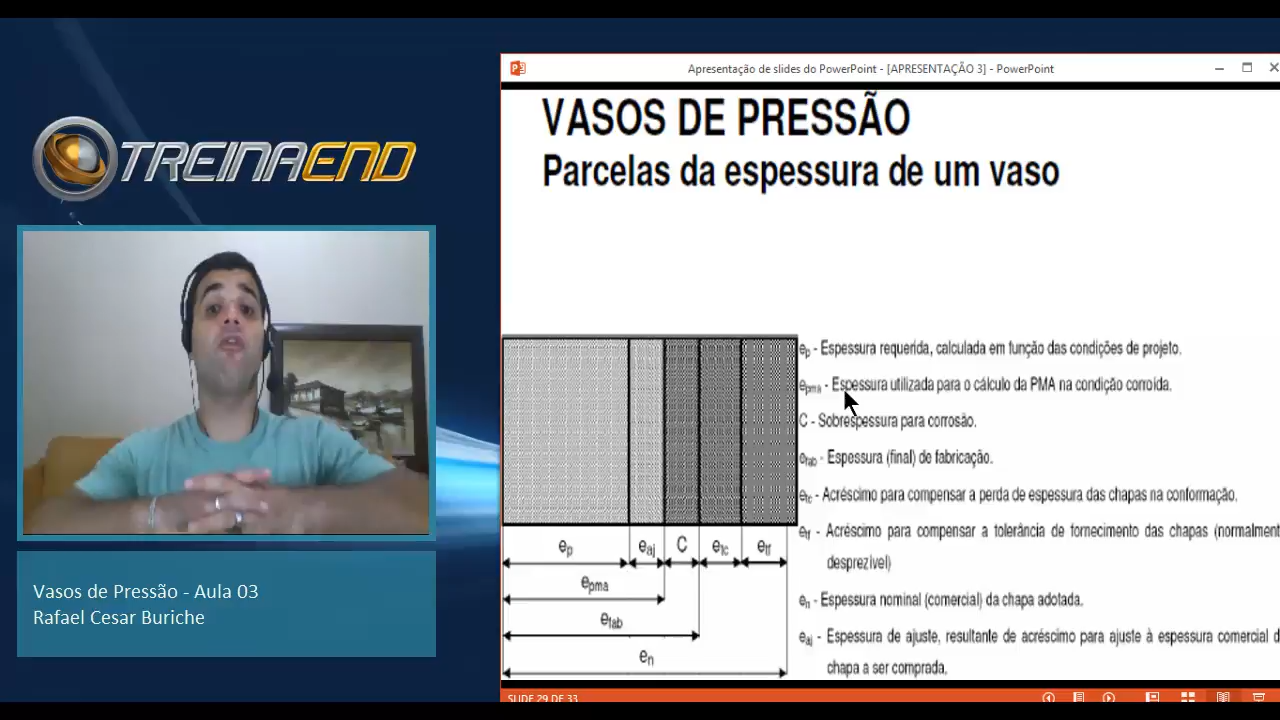 TREINAEND
Vasos de Pressão - Aula 03
Rafael Cesar Buriche
Apresentação de slides do PowerPoint - [APRESENTAÇÃO 3] - PowerPoint
VASOS DE PRESSÃO
Parcelas da espessura de um vaso
ep - Espessura requerida, calculada em função das condições de projeto.
epma - Espessura utilizada para o cálculo da PMA na condição corroída.
C - Sobrespessura para corrosão.
efab - Espessura (final) de fabricação.
etc - Acréscimo para compensar a perda de espessura das chapas na conformação.
etf - Acréscimo para compensar a tolerância de fornecimento das chapas (normalment
desprezível)
en - Espessura nominal (comercial) da chapa adotada.
eaj - Espessura de ajuste, resultante de acréscimo para ajuste à espessura comercial d
chapa a ser comprada.
ep eaj C etc etf
epma
efab
en
SLIDE 29 DE 33